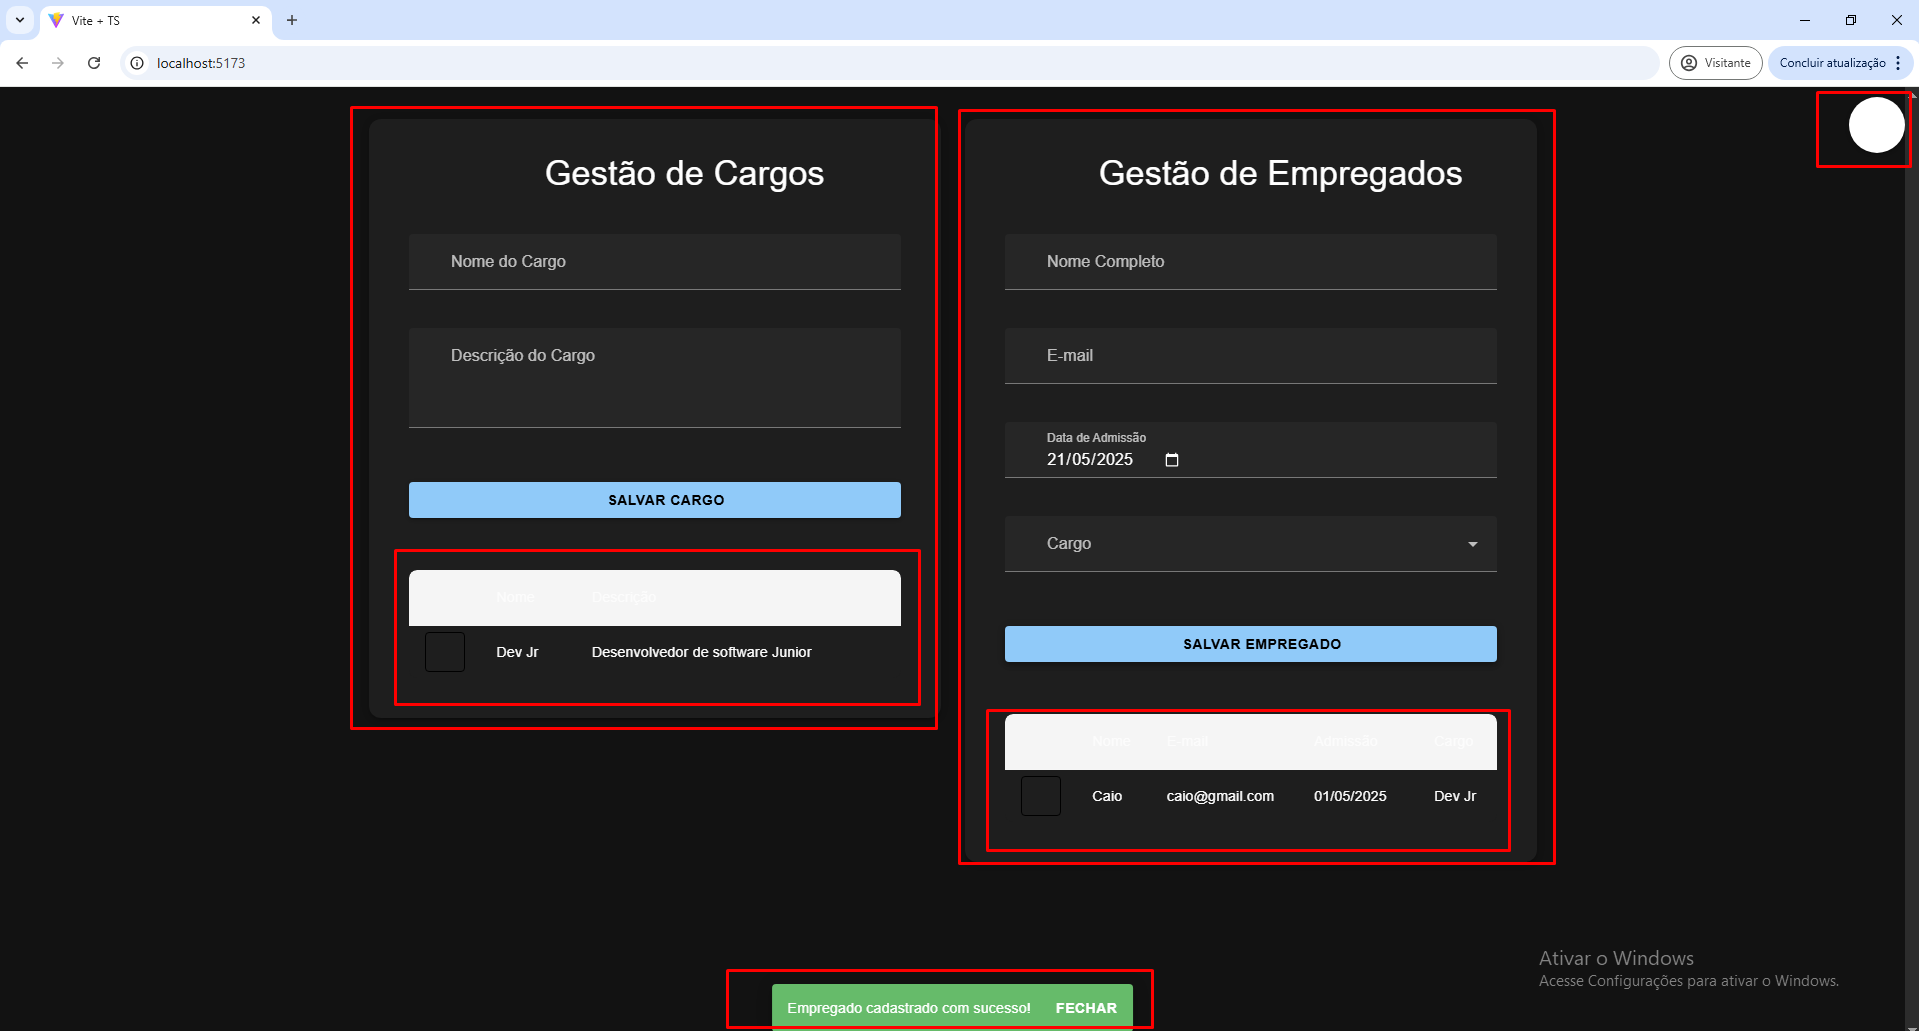 Vite + TS
localhost:5173
Visitante
Concluir atualização
Gestão de Cargos
Nome do Cargo
Descrição do Cargo
SALVAR CARGO
Nome Descrição
Dev Jr Desenvolvedor de software Junior
Gestão de Empregados
Nome Completo
E-mail
Data de Admissão
21/05/2025
Cargo
SALVAR EMPREGADO
Nome E-mail Admissão Cargo
Caio caio@gmail.com 01/05/2025 Dev Jr
Ativar o Windows
Acesse Configurações para ativar o Windows.
Empregado cadastrado com sucesso! FECHAR